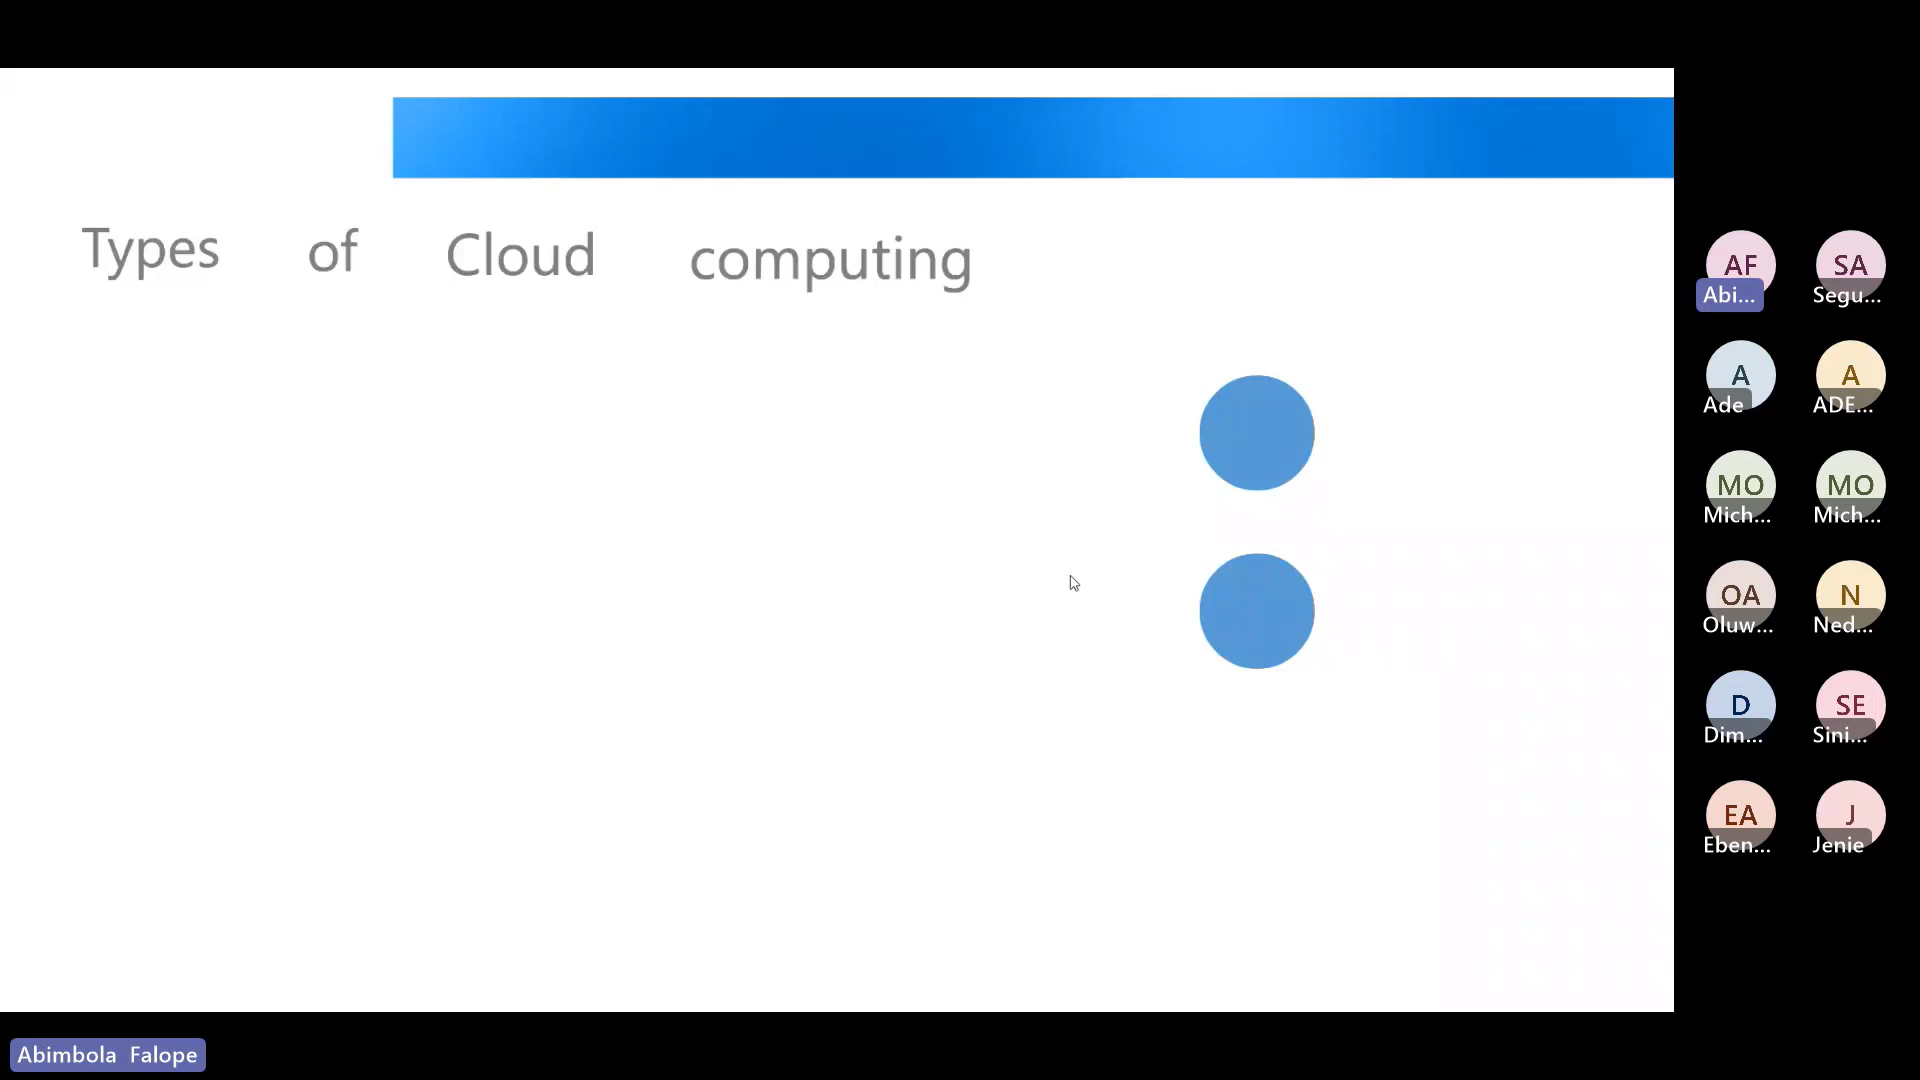 Types of Cloud computing
AF
Abi...
SA
Segu...
A
Ade
A
ADE...
MO
Mich...
MO
Mich...
OA
Oluw...
N
Ned...
D
Dim...
SE
Sini...
EA
Eben...
J
Jenie
Abimbola Falope